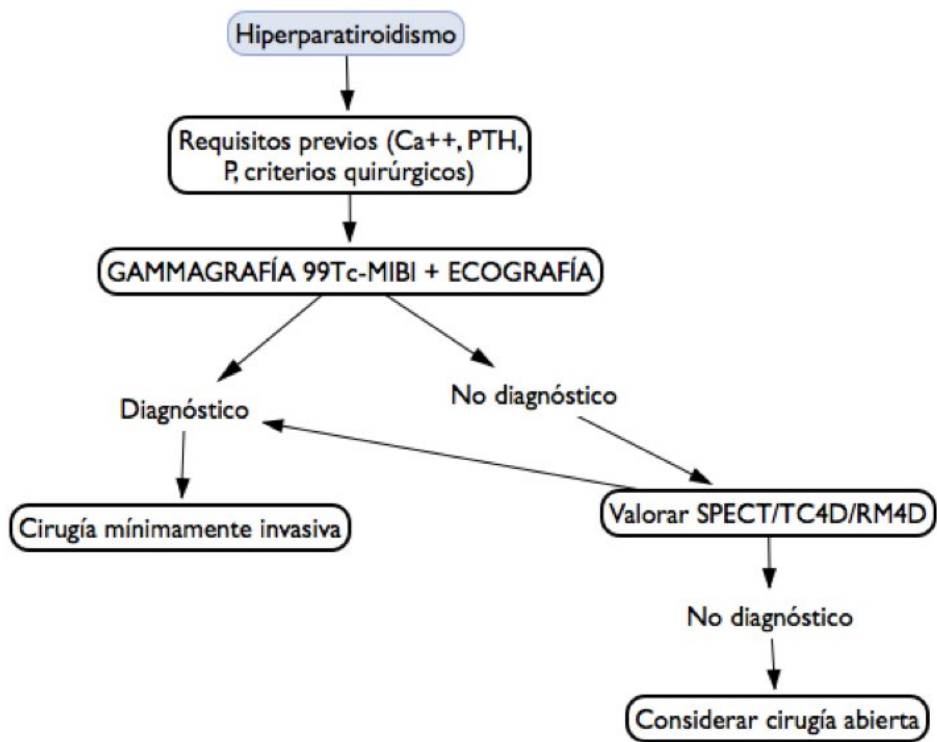 Hiperparatiroidismo
Requisitos previos (Ca++, PTH,
P, criterios quirúrgicos)
GAMMAGRAFÍA 99Tc-MIBI + ECOGRAFÍA
Diagnóstico
No diagnóstico
Cirugía mínimamente invasiva
Valorar SPECT/TC4D/RM4D
No diagnóstico
Considerar cirugía abierta